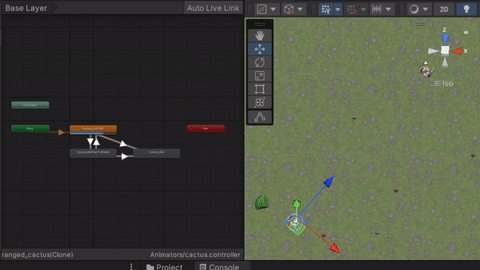 Base Layer
Auto Live Link
2D
Z
X
Iso
Any State
Entry
Exit
ranged_cactus(Clone)
Animators/cactus.controller
Project
Console